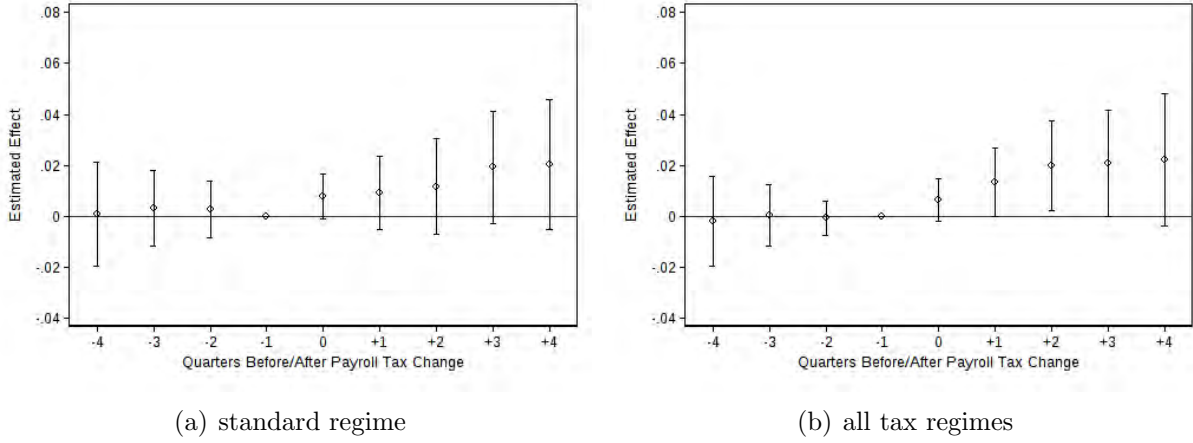 .08
.06
.04
.02
0
-.02
-.04
Estimated Effect
-4 -3 -2 -1 0 +1 +2 +3 +4
Quarters Before/After Payroll Tax Change
(a) standard regime
.08
.06
.04
.02
0
-.02
-.04
Estimated Effect
-4 -3 -2 -1 0 +1 +2 +3 +4
Quarters Before/After Payroll Tax Change
(b) all tax regimes